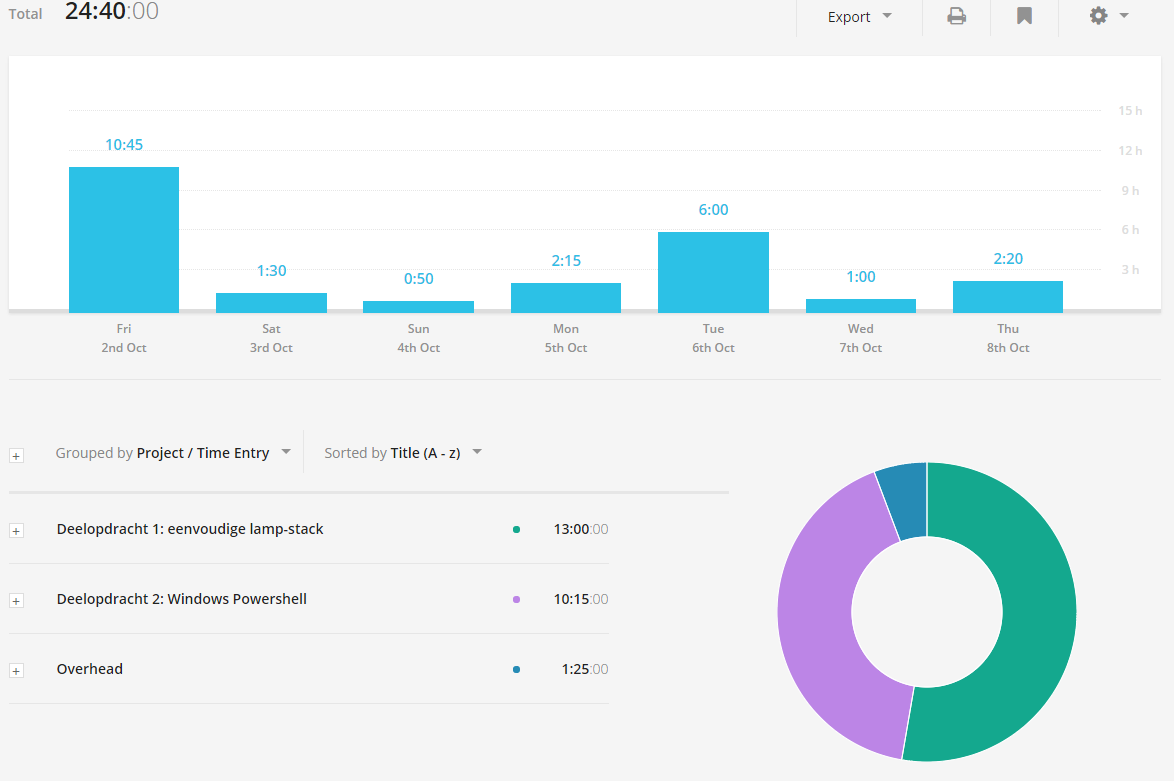 Total 24:40:00 Export
15 h
10:45 12 h
9 h
6:00 6 h
1:30 0:50 2:15 1:00 2:20 3 h
Fri Sat Sun Mon Tue Wed Thu
2nd Oct 3rd Oct 4th Oct 5th Oct 6th Oct 7th Oct 8th Oct
Grouped by Project / Time Entry Sorted by Title (A - z)
Deelopdracht 1: eenvoudige lamp-stack 13:00:00
Deelopdracht 2: Windows Powershell 10:15:00
Overhead 1:25:00